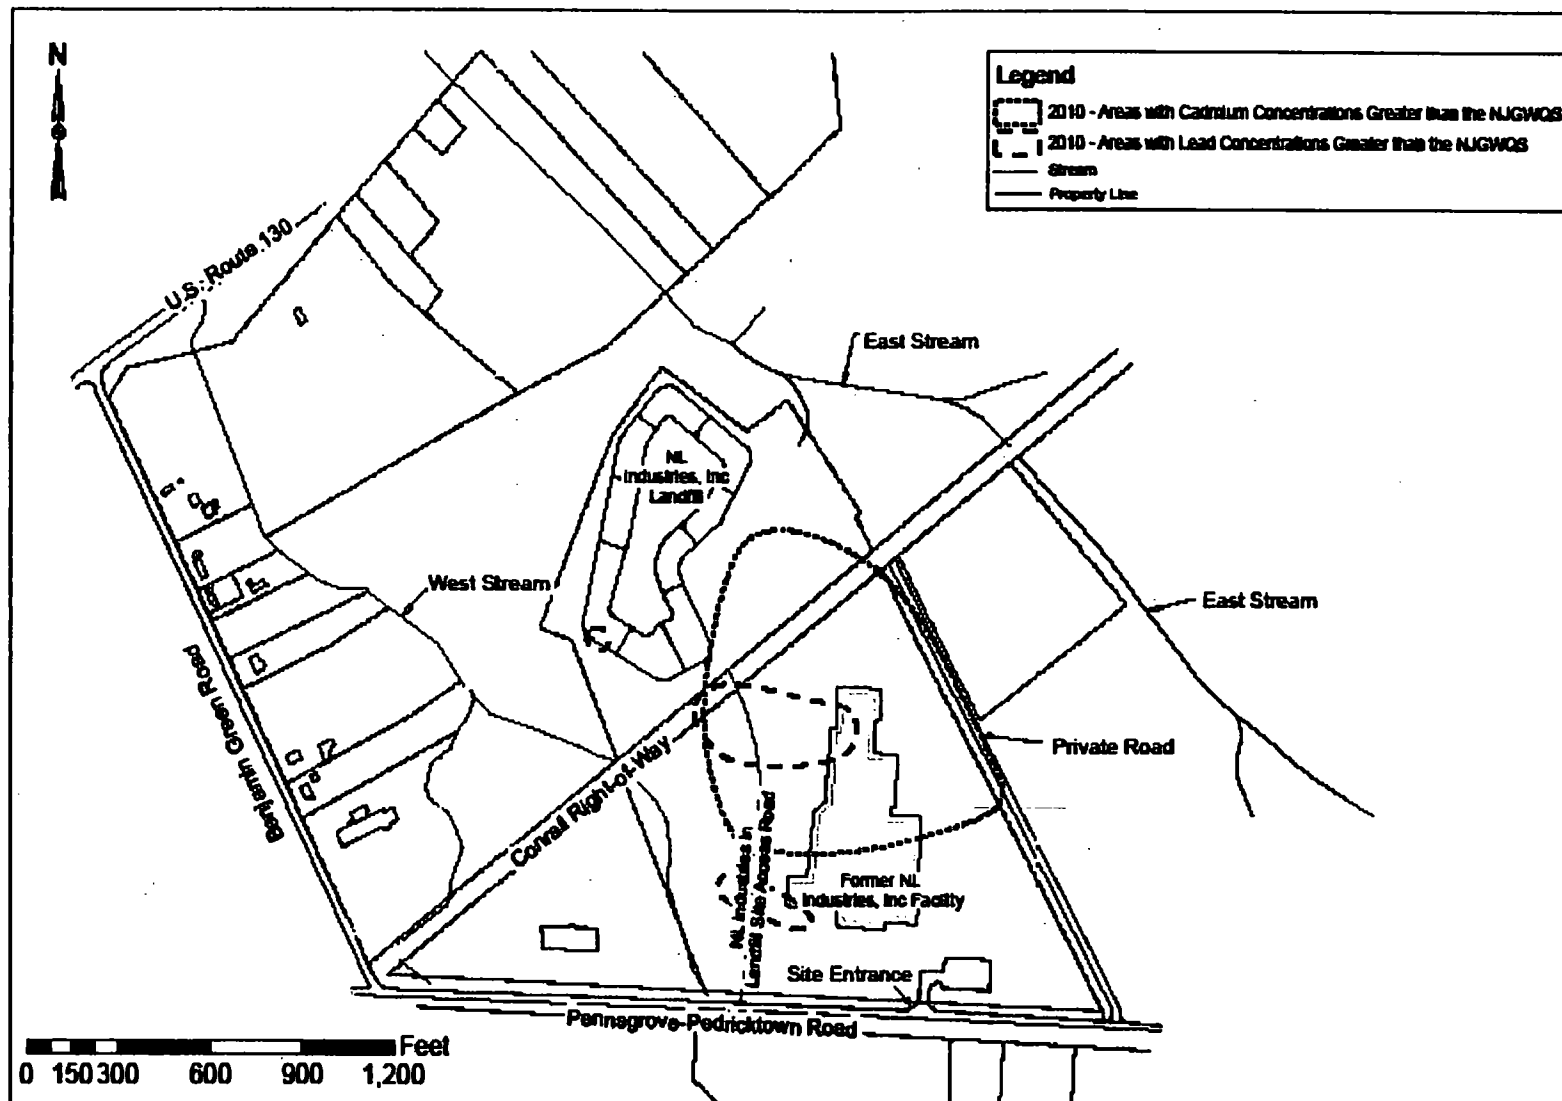 N
Legend
2010 - Areas with Cadmium Concentrations Greater than the NJGWQS
2010 - Areas with Lead Concentrations Greater than the NJGWQS
Stream
Property Line
U.S. Route 130
East Stream
NL
Industries, Inc
Landfill
West Stream
East Stream
Benjamin Green Road
Private Road
Conrail Right-of-Way
NL Industries In
Landfill Site Access Road
Former NL
Industries, Inc Facility
Site Entrance
Pennsgrove-Pedricktown Road
Feet
0 150 300 600 900 1,200